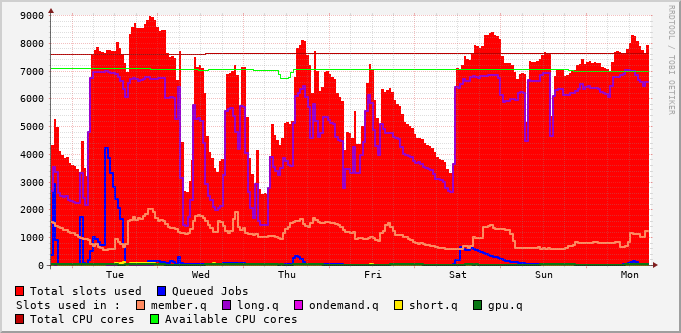 RRDTOOL / TOBI OETIKER
9000
8000
7000
6000
5000
4000
3000
2000
1000
0
Tue Wed Thu Fri Sat Sun Mon
Total slots used Queued Jobs
Slots used in : member.q long.q ondemand.q short.q gpu.q
Total CPU cores Available CPU cores